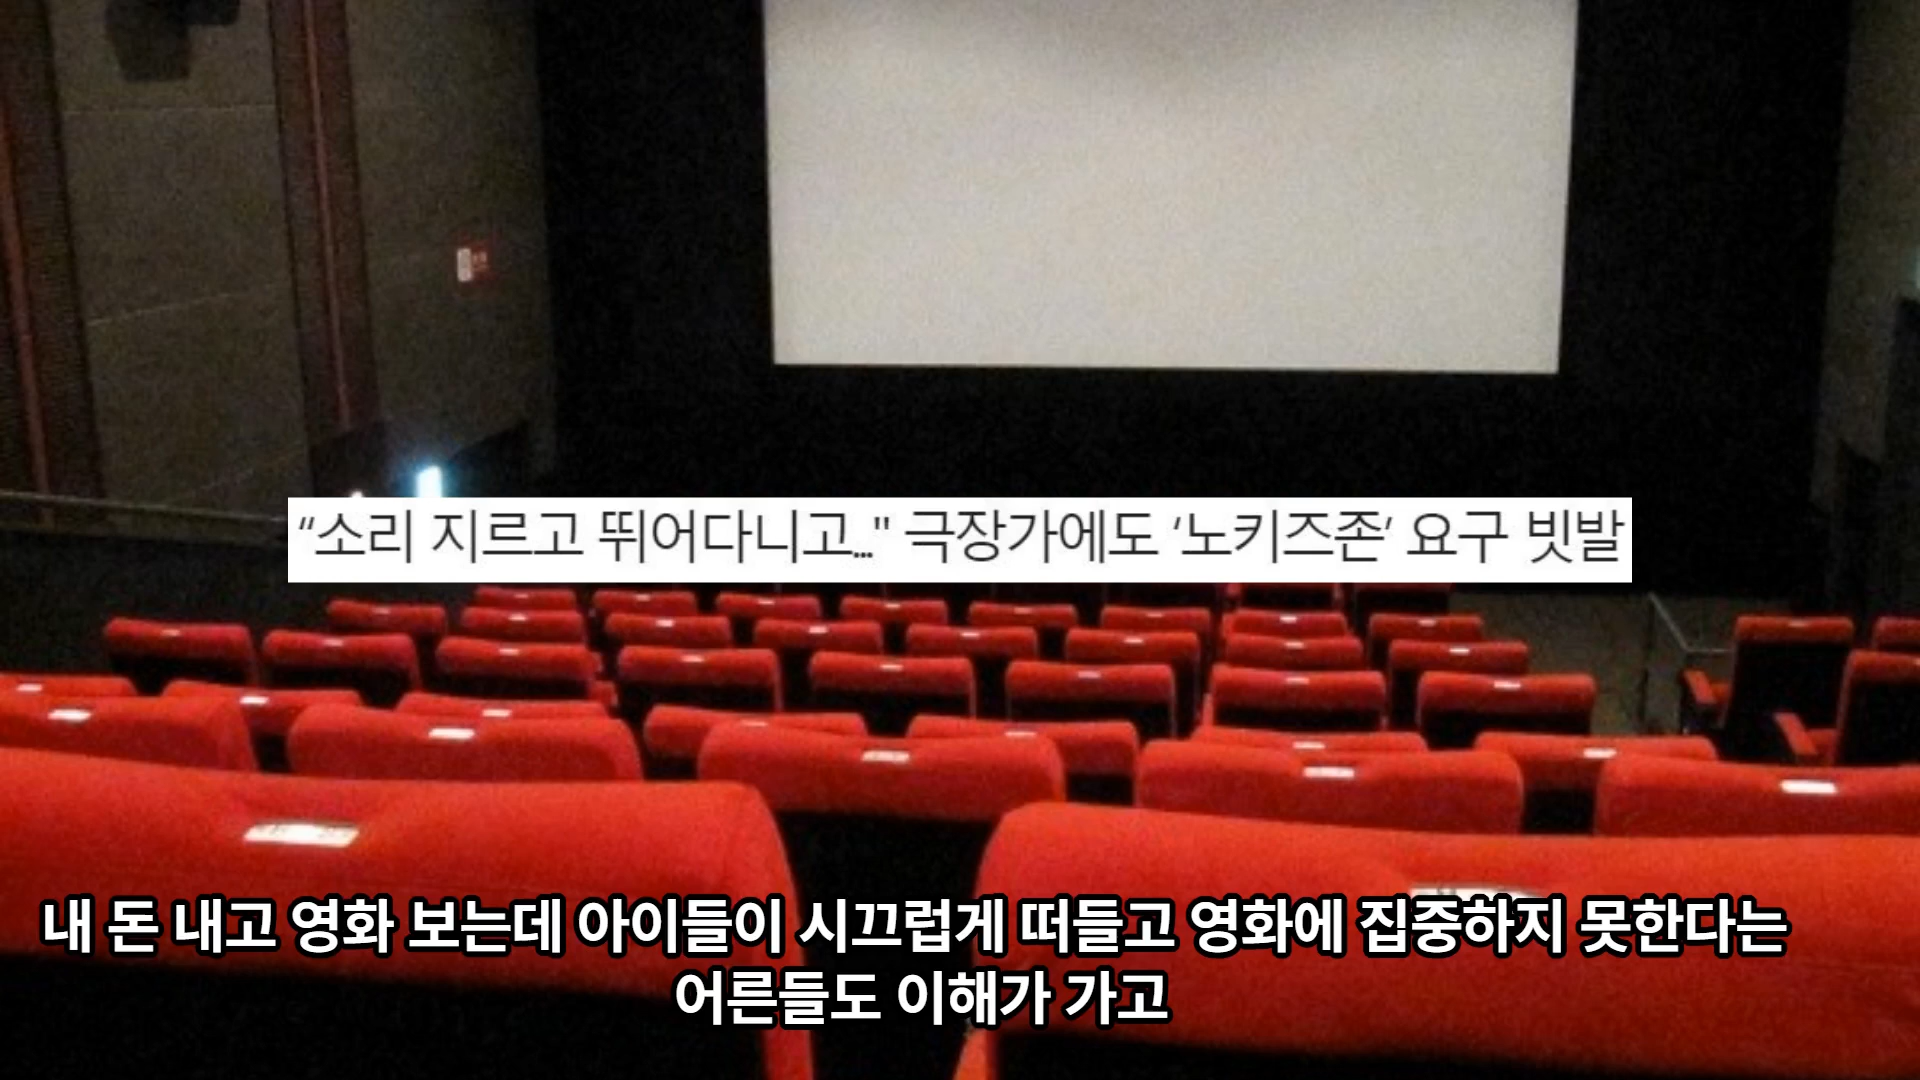 “소리 지르고 뛰어다니고..." 극장가에도 ‘노키즈존’ 요구 빗발
내 돈 내고 영화 보는데 아이들이 시끄럽게 떠들고 영화에 집중하지 못한다는
어른들도 이해가 가고